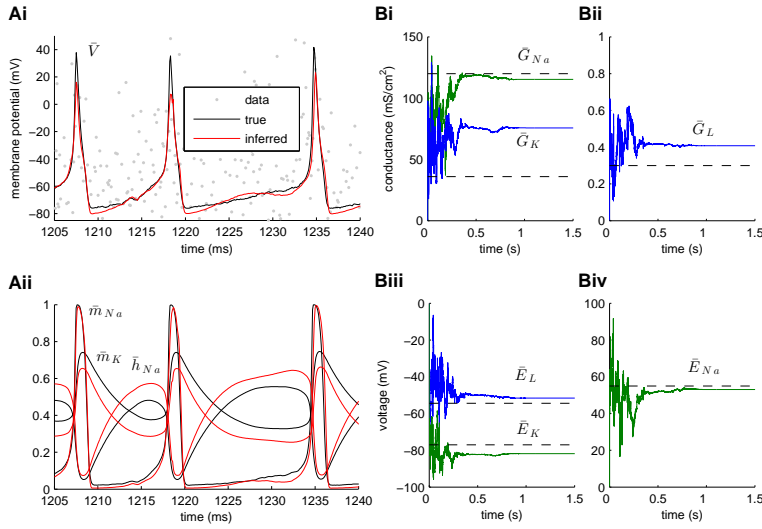 Ai
membrane potential (mV)
40
20
0
−20
−40
−60
−80
V̄
data
true
inferred
1205 1210 1215 1220 1225 1230 1235 1240
time (ms)
Bi
conductance (mS/cm²)
150
100
50
0
Ḡ_Na
Ḡ_K
0 0.5 1 1.5
time (s)
Bii
1
0.8
0.6
0.4
0.2
0
Ḡ_L
0 0.5 1 1.5
time (s)
Aii
1
0.8
0.6
0.4
0.2
0
m̄_Na
m̄_K h̄_Na
1205 1210 1215 1220 1225 1230 1235 1240
time (ms)
Biii
voltage (mV)
0
−20
−40
−60
−80
−100
Ē_L
Ē_K
0 0.5 1 1.5
time (s)
Biv
100
80
60
40
20
0
Ē_Na
0 0.5 1 1.5
time (s)